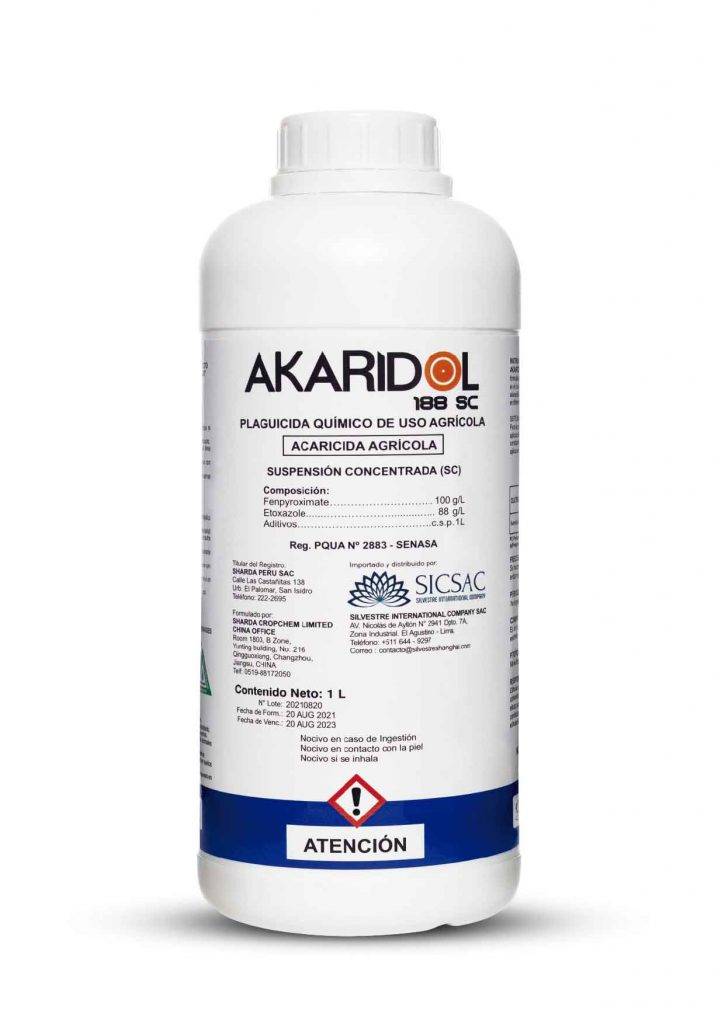 AKARIDOL
188 SC
PLAGUICIDA QUÍMICO DE USO AGRÍCOLA
ACARICIDA AGRÍCOLA
SUSPENSIÓN CONCENTRADA (SC)
Composición:
Fenpyroximate............................ 100 g/L
Etoxazole.................................... 88 g/L
Aditivos....................................c.s.p.1L
Reg. PQUA Nº 2883 - SENASA
Titular del Registro:
SHARDA PERU SAC
Calle Las Castañitas 138
Urb. El Palomar, San Isidro
Teléfono: 222-2695
Formulado por:
SHARDA CROPCHEM LIMITED
CHINA OFFICE
Room 1803, B Zone,
Yunting building, No. 216
Qingguoxiang, Changzhou,
Jiangsu, CHINA
Telf: 0519-88172050
Importado y distribuido por:
SICSAC
SILVESTRE INTERNATIONAL COMPANY
SILVESTRE INTERNATIONAL COMPANY SAC
AV. Nicolás de Ayllón N° 2941 Dpto. 7A,
Zona Industrial. El Agustino - Lima.
Teléfono: +511 644 - 9297
Correo : contacto@silvestreshanghai.com
Contenido Neto: 1 L
N° Lote: 20210820
Fecha de Form.: 20 AUG 2021
Fecha de Venc.: 20 AUG 2023
Nocivo en caso de Ingestión
Nocivo en contacto con la piel
Nocivo si se inhala
ATENCIÓN